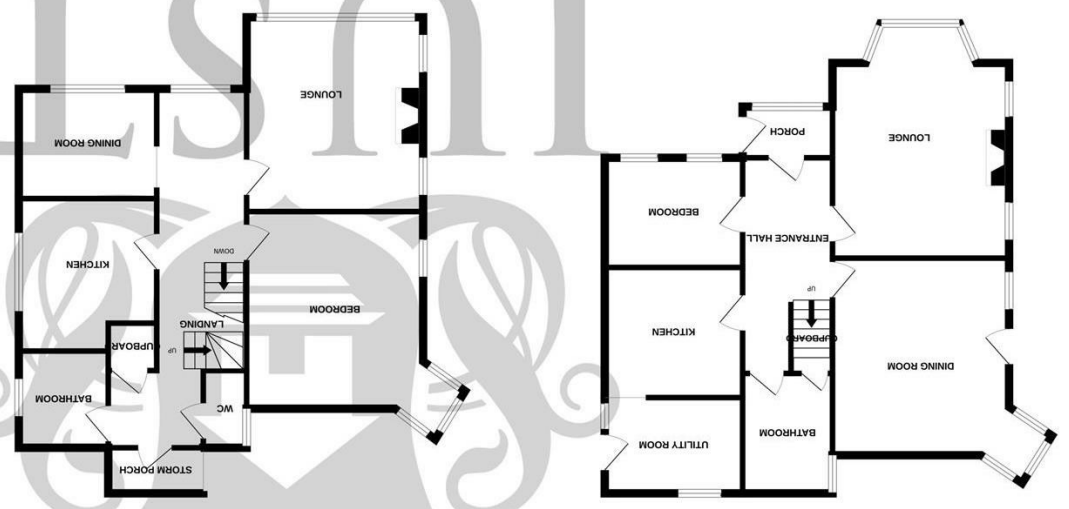 UTILITY ROOM
BATHROOM
DINING ROOM
CUPBOARD
KITCHEN
UP
ENTRANCE HALL
BEDROOM
LOUNGE
PORCH
STORM PORCH
WC
BATHROOM
CUPBOARD
UP
LANDING
BEDROOM
KITCHEN
DOWN
DINING ROOM
LOUNGE